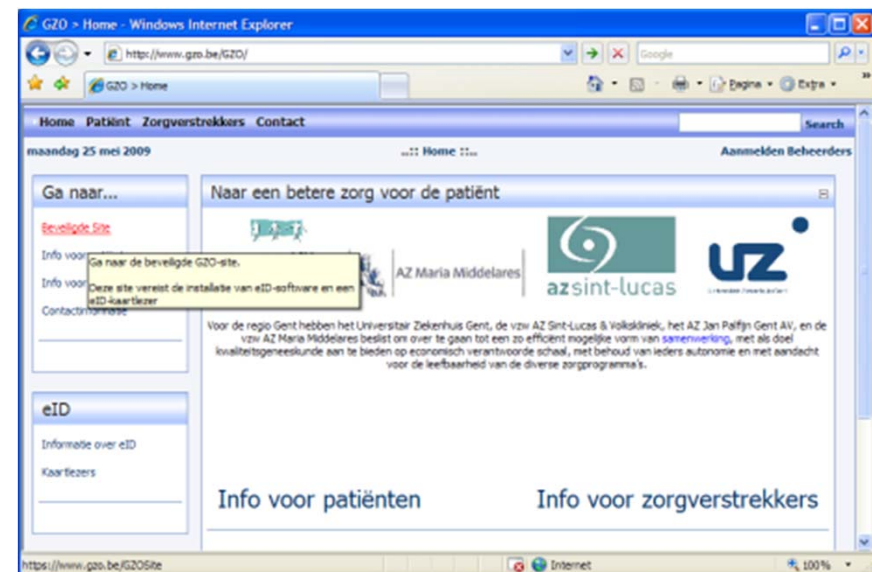 GZO > Home - Windows Internet Explorer
http://www.gzo.be/GZO/
Google
GZO > Home
Pagina
Extra
Home Patiënt Zorgverstrekkers Contact
Search
maandag 25 mei 2009
...:: Home ::...
Aanmelden Beheerders
Ga naar...
Beveiligde Site
Info voor
Info voor
Contactinformatie
Ga naar de beveiligde GZO-site.
Deze site vereist de installatie van eID-software en een
eID-kaartlezer
eID
Informatie over eID
Kaartlezers
Naar een betere zorg voor de patiënt
AZ Maria Middelares
azsint-lucas
uz
Voor de regio Gent hebben het Universitair Ziekenhuis Gent, de vzw AZ Sint-Lucas & Volkskliniek, het AZ Jan Palfijn Gent AV, en de
vzw AZ Maria Middelares beslist om over te gaan tot een zo efficiënt mogelijke vorm van samenwerking, met als doel
kwaliteitsgeneeskunde aan te bieden op economisch verantwoorde schaal, met behoud van ieders autonomie en met aandacht
voor de leefbaarheid van de diverse zorgprogramma's.
Info voor patiënten
Info voor zorgverstrekkers
https://www.gzo.be/GZOSite
Internet
100%